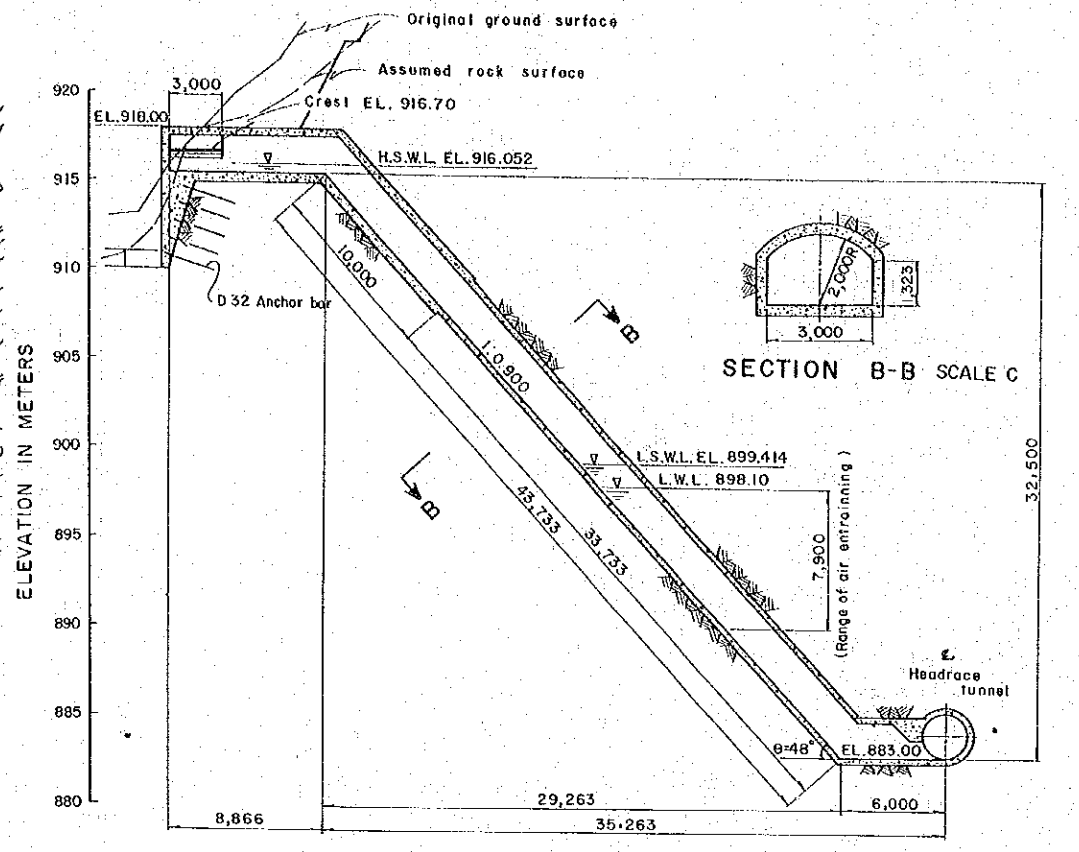 Original ground surface
Assumed rock surface
3,000
Crest EL. 916.70
EL.918.00
H.S.W.L. EL. 916.052
920
915
910
905
900
895
890
885
880
ELEVATION IN METERS
D 32 Anchor bar
10,000
1:0.900
B
B
2,000R
1,323
3,000
SECTION B-B SCALE C
L.S.W.L. EL. 899.414
L.W.L. 898.10
43,733
33,733
7,900
(Range of air entrainning)
32,500
℄
Headrace
tunnel
θ=48°
EL.883.00
29,263
6,000
8,866
35.263